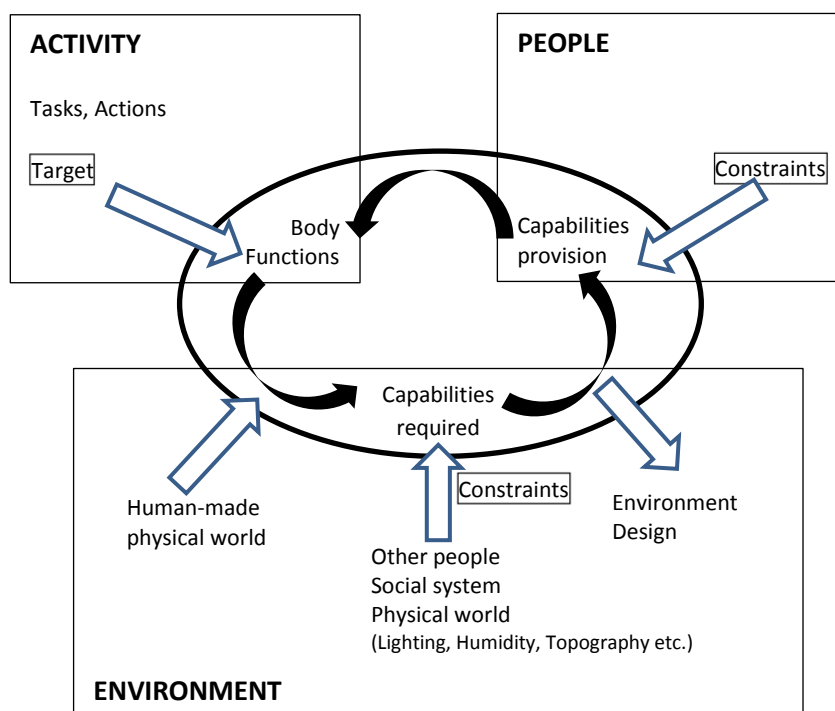 ACTIVITY
Tasks, Actions
Target
Body
Functions
PEOPLE
Constraints
Capabilities
provision
Capabilities
required
Constraints
Human-made
physical world
Other people
Social system
Physical world
(Lighting, Humidity, Topography etc.)
Environment
Design
ENVIRONMENT